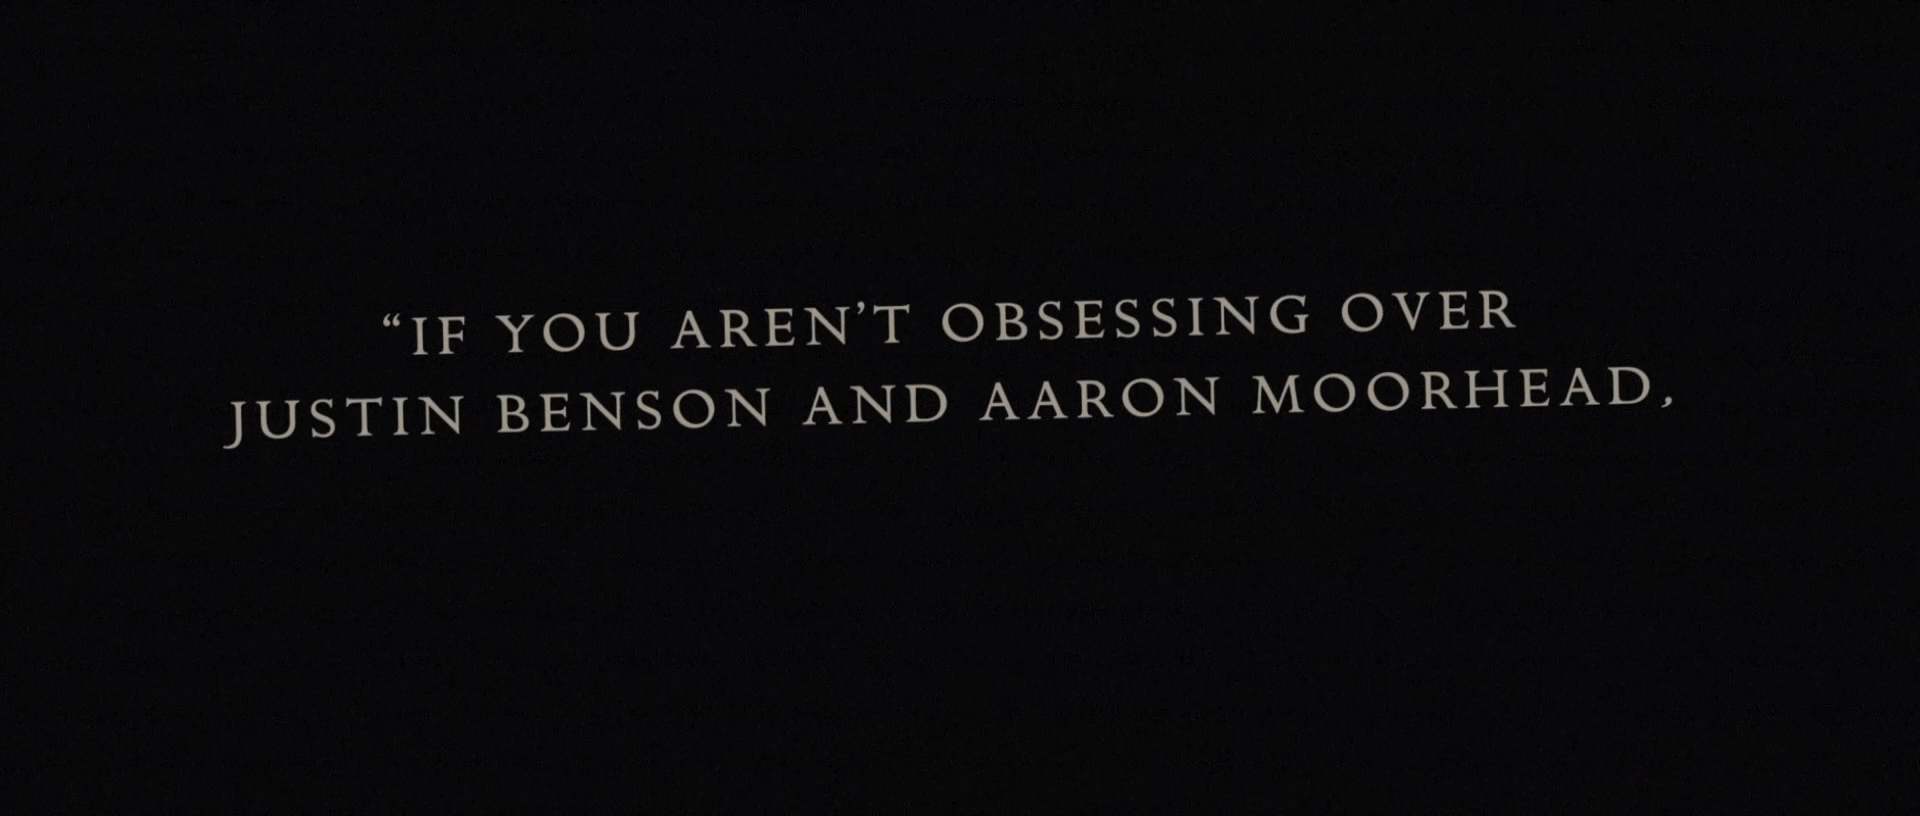 “IF YOU AREN’T OBSESSING OVER
JUSTIN BENSON AND AARON MOORHEAD,